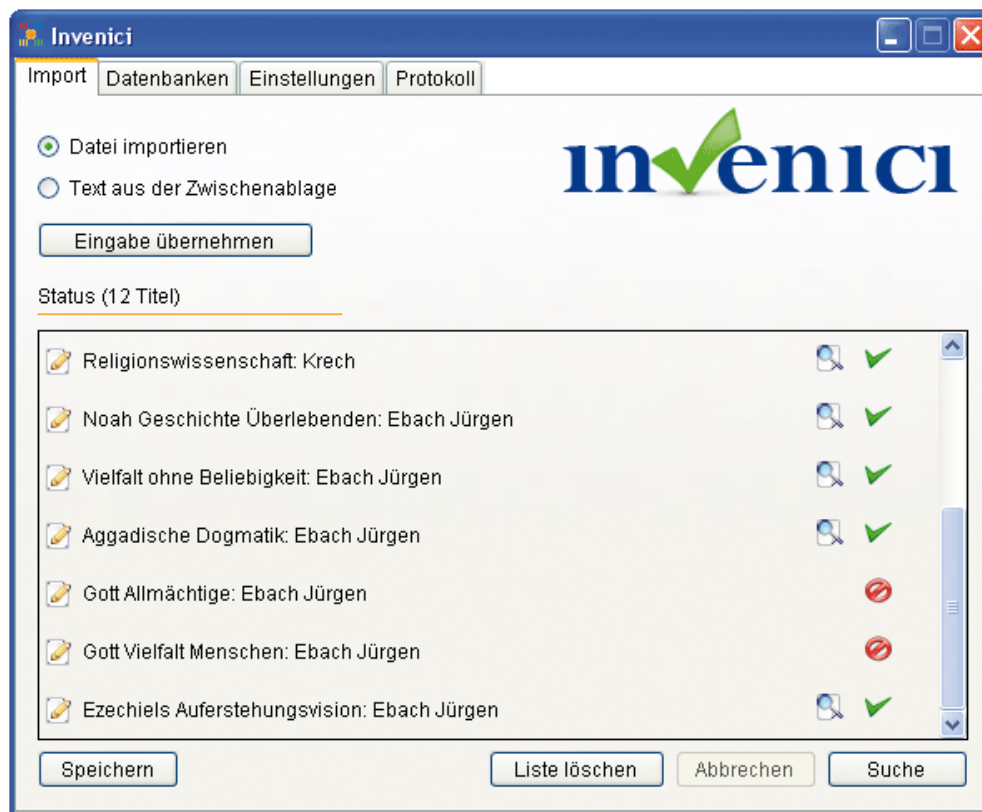 Invenici
Import Datenbanken Einstellungen Protokoll
Datei importieren
invenici
Text aus der Zwischenablage
Eingabe übernehmen
Status (12 Titel)
Religionswissenschaft: Krech
Noah Geschichte Überlebenden: Ebach Jürgen
Vielfalt ohne Beliebigkeit: Ebach Jürgen
Aggadische Dogmatik: Ebach Jürgen
Gott Allmächtige: Ebach Jürgen
Gott Vielfalt Menschen: Ebach Jürgen
Ezechiels Auferstehungsvision: Ebach Jürgen
Speichern Liste löschen Abbrechen Suche